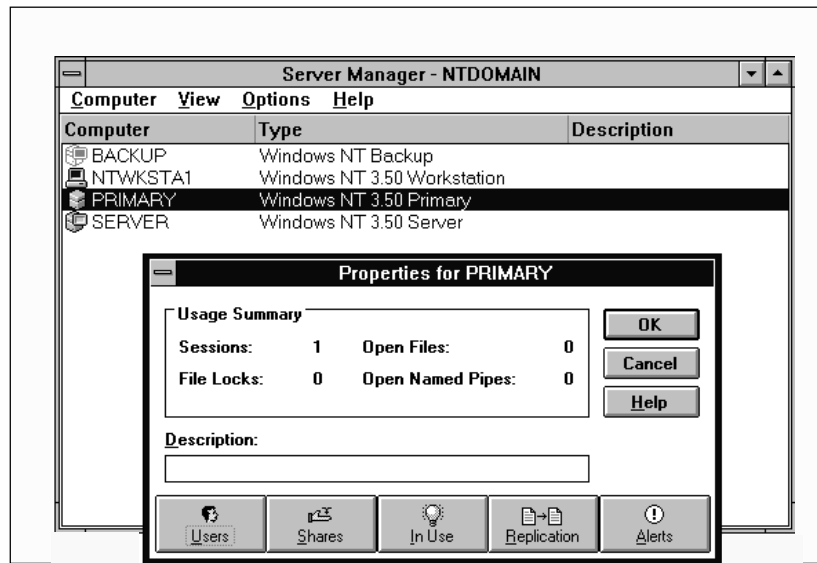 Server Manager - NTDOMAIN
Computer View Options Help
Computer Type Description
BACKUP Windows NT Backup
NTWKSTA1 Windows NT 3.50 Workstation
PRIMARY Windows NT 3.50 Primary
SERVER Windows NT 3.50 Server
Properties for PRIMARY
Usage Summary
Sessions: 1 Open Files: 0
File Locks: 0 Open Named Pipes: 0
OK
Cancel
Help
Description:
Users Shares In Use Replication Alerts